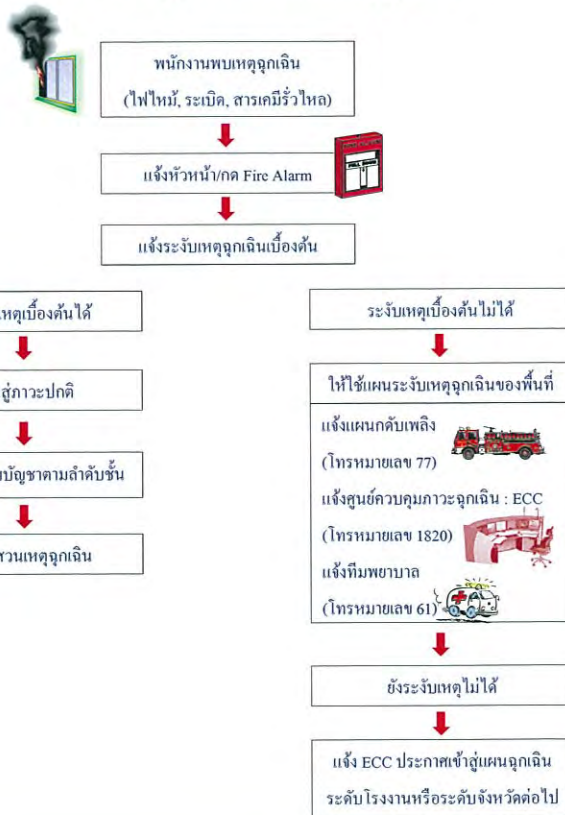 พนักงานพบเหตุฉุกเฉิน
(ไฟไหม้, ระเบิด, สารเคมีรั่วไหล)
แจ้งหัวหน้า/กด Fire Alarm
แจ้งระงับเหตุฉุกเฉินเบื้องต้น
เหตุเบื้องต้นได้
สู่ภาวะปกติ
บัญชาตามลำดับชั้น
สวนเหตุฉุกเฉิน
ระงับเหตุเบื้องต้นไม่ได้
ให้ใช้แผนระงับเหตุฉุกเฉินของพื้นที่
แจ้งแผนกดับเพลิง
(โทรหมายเลข 77)
แจ้งศูนย์ควบคุมภาวะฉุกเฉิน : ECC
(โทรหมายเลข 1820)
แจ้งทีมพยาบาล
(โทรหมายเลข 61)
ยังระงับเหตุไม่ได้
แจ้ง ECC ประกาศเข้าสู่แผนฉุกเฉิน
ระดับโรงงานหรือระดับจังหวัดต่อไป